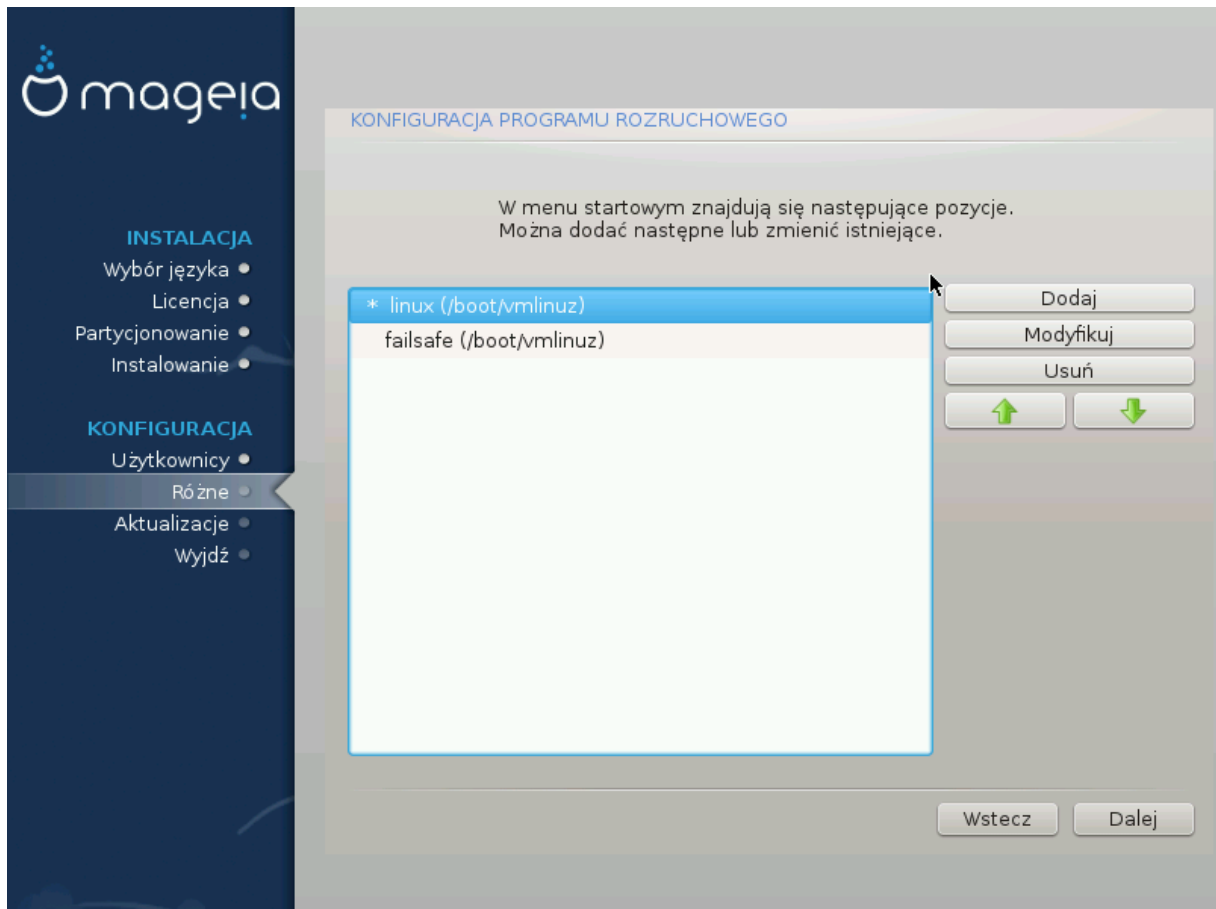 mageia
INSTALACJA
Wybór języka
Licencja
Partycjonowanie
Instalowanie
KONFIGURACJA
Użytkownicy
Różne
Aktualizacje
Wyjdź
KONFIGURACJA PROGRAMU ROZRUCHOWEGO
W menu startowym znajdują się następujące pozycje.
Można dodać następne lub zmienić istniejące.
* linux (/boot/vmlinuz)
failsafe (/boot/vmlinuz)
Dodaj
Modyfikuj
Usuń
Wstecz
Dalej